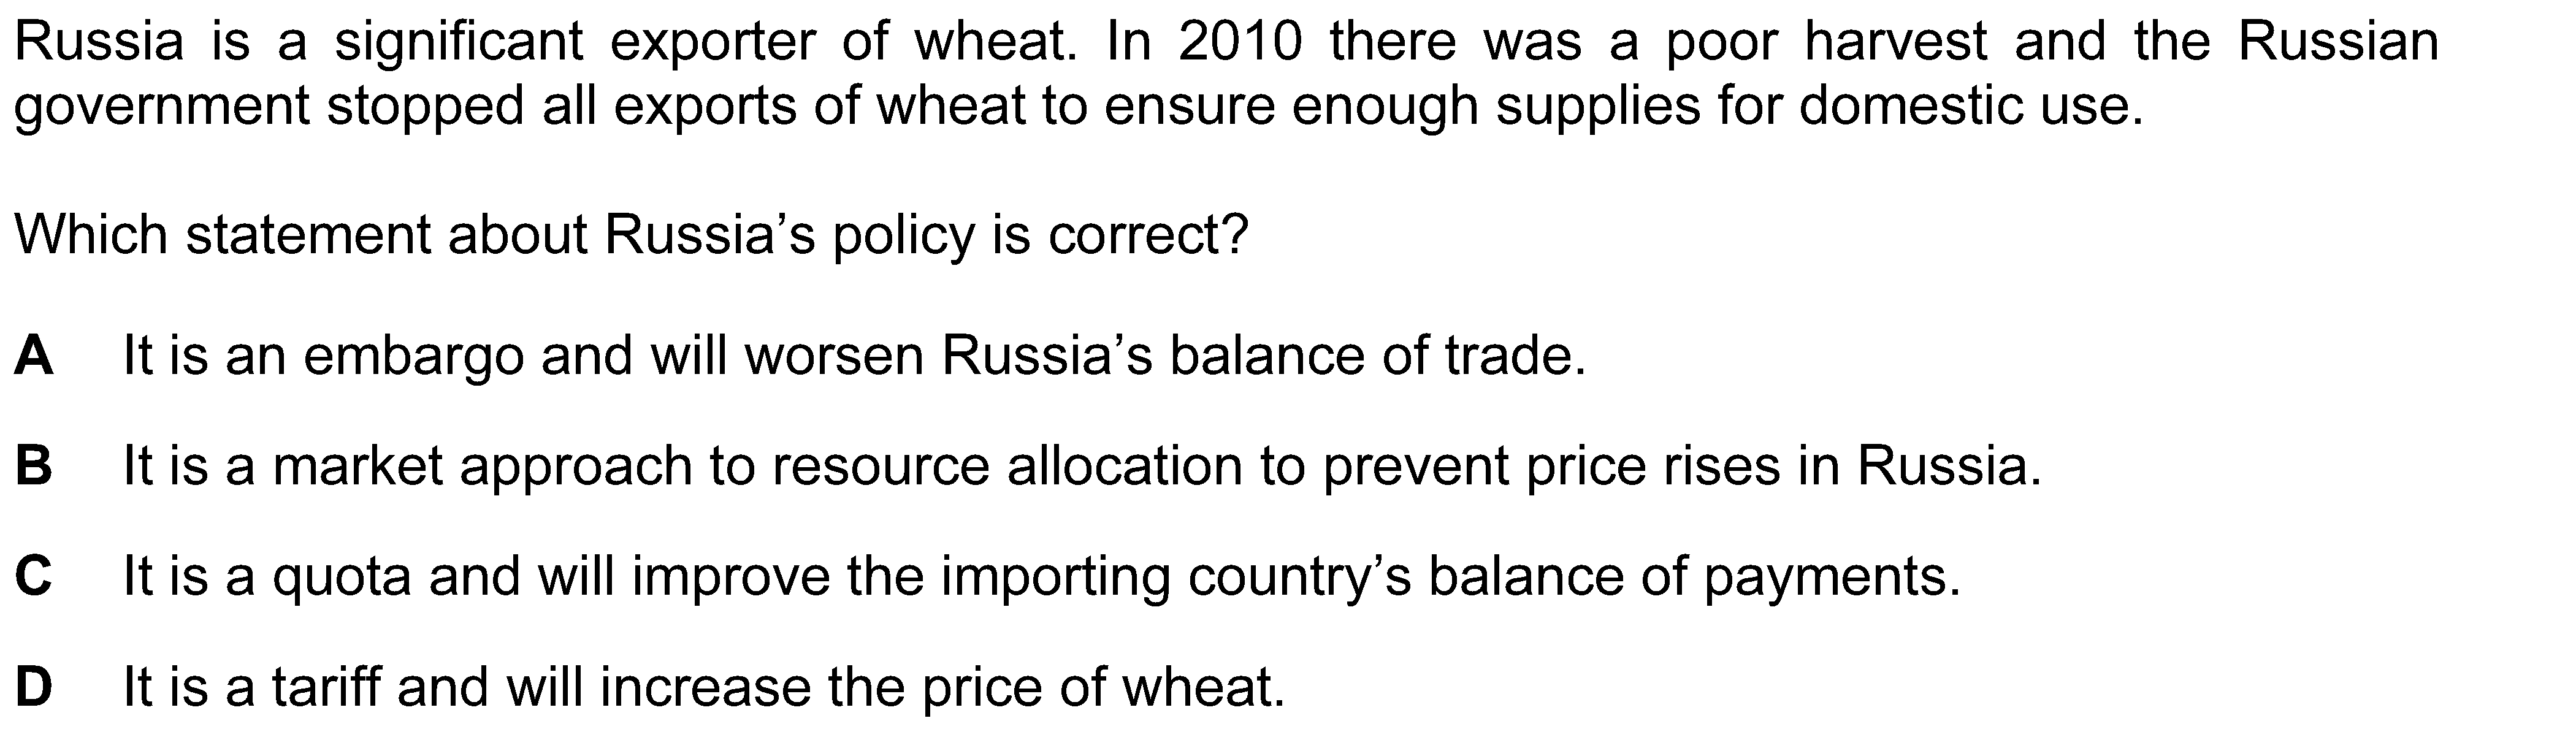 Russia is a significant exporter of wheat. In 2010 there was a poor harvest and the Russian
government stopped all exports of wheat to ensure enough supplies for domestic use.
Which statement about Russia’s policy is correct?
A It is an embargo and will worsen Russia’s balance of trade.
B It is a market approach to resource allocation to prevent price rises in Russia.
C It is a quota and will improve the importing country’s balance of payments.
D It is a tariff and will increase the price of wheat.